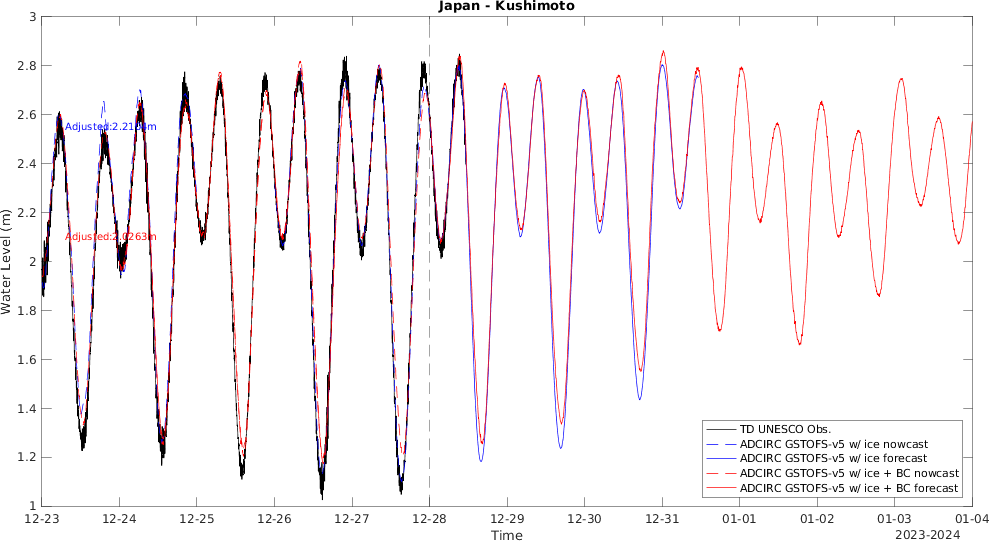 Japan - Kushimoto
3
2.8
2.6
2.4
2.2
2
1.8
1.6
1.4
1.2
1
Water Level (m)
Adjusted:2.0263m
TD UNESCO Obs.
ADCIRC GSTOFS-v5 w/ ice nowcast
ADCIRC GSTOFS-v5 w/ ice forecast
ADCIRC GSTOFS-v5 w/ ice + BC nowcast
ADCIRC GSTOFS-v5 w/ ice + BC forecast
12-23 12-24 12-25 12-26 12-27 12-28 12-29 12-30 12-31 01-01 01-02 01-03 01-04
Time
2023-2024